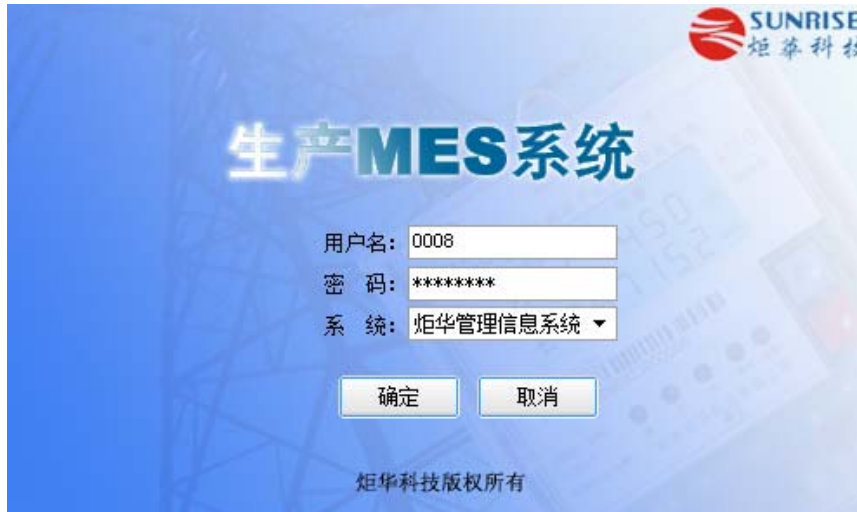 SUNRISE
炬华科技
生产MES系统
用户名: 0008
密 码: ********
系 统: 炬华管理信息系统
确定 取消
炬华科技版权所有